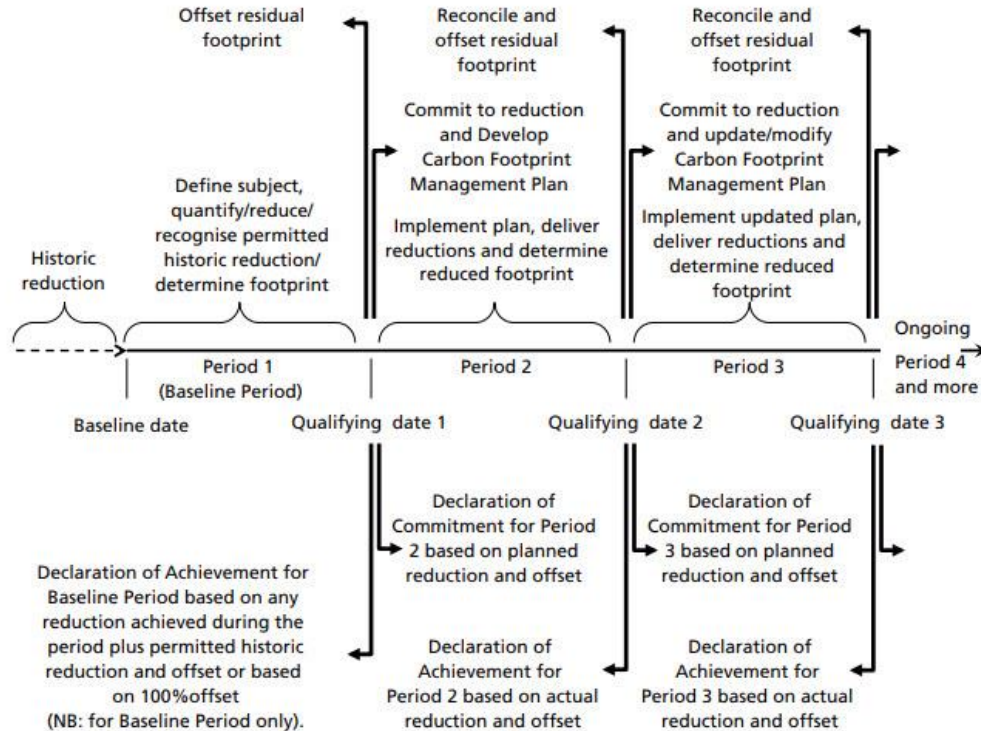 Offset residual
footprint
Reconcile and
offset residual
footprint
Reconcile and
offset residual
footprint
Commit to reduction
and Develop
Carbon Footprint
Management Plan
Commit to reduction
and update/modify
Carbon Footprint
Management Plan
Historic
reduction
Define subject,
quantify/reduce/
recognise permitted
historic reduction/
determine footprint
Implement plan, deliver
reductions and determine
reduced footprint
Implement updated plan,
deliver reductions and
determine reduced
footprint
Ongoing
Period 1
(Baseline Period)
Period 2
Period 3
Period 4
and more
Baseline date
Qualifying date 1
Qualifying date 2
Qualifying date 3
Declaration of
Commitment for Period
2 based on planned
reduction and offset
Declaration of
Commitment for Period
3 based on planned
reduction and offset
Declaration of Achievement for
Baseline Period based on any
reduction achieved during the
period plus permitted historic
reduction and offset or based
on 100%offset
(NB: for Baseline Period only).
Declaration of
Achievement for
Period 2 based on actual
reduction and offset
Declaration of
Achievement for
Period 3 based on actual
reduction and offset